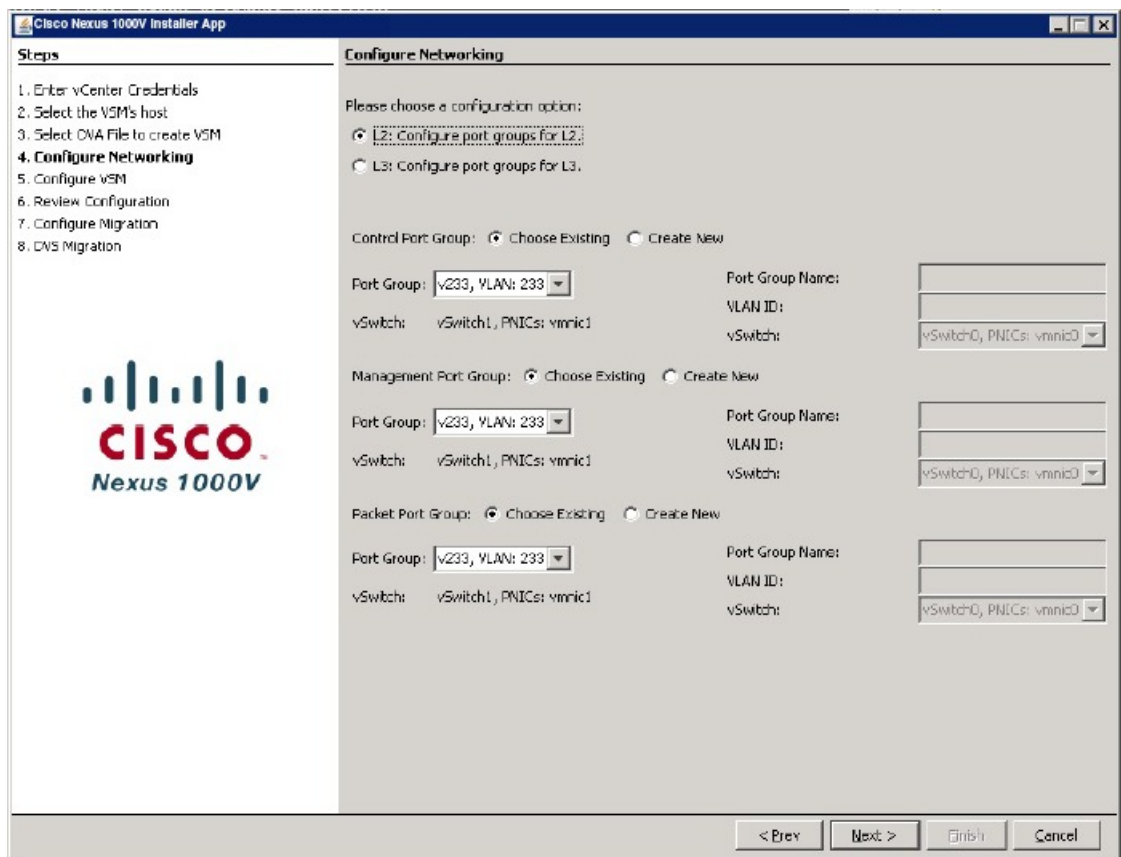 Cisco Nexus 1000V Installer App
Steps
1. Enter vCenter Credentials
2. Select the VSM's host
3. Select OVA File to create VSM
4. Configure Networking
5. Configure VSM
6. Review Configuration
7. Configure Migration
8. DVS Migration
CISCO
Nexus 1000V
Configure Networking
Please choose a configuration option:
L2: Configure port groups for L2.
L3: Configure port groups for L3.
Control Port Group: Choose Existing Create New
Port Group: v233, VLAN: 233
vSwitch: vSwitch1, PNICs: vmnic1
Port Group Name:
VLAN ID:
vSwitch: vSwitch0, PNICs: vmnic0
Management Port Group: Choose Existing Create New
Port Group: v233, VLAN: 233
vSwitch: vSwitch1, PNICs: vmnic1
Port Group Name:
VLAN ID:
vSwitch: vSwitch0, PNICs: vmnic0
Packet Port Group: Choose Existing Create New
Port Group: v233, VLAN: 233
vSwitch: vSwitch1, PNICs: vmnic1
Port Group Name:
VLAN ID:
vSwitch: vSwitch0, PNICs: vmnic0
< Prev Next > Finish Cancel